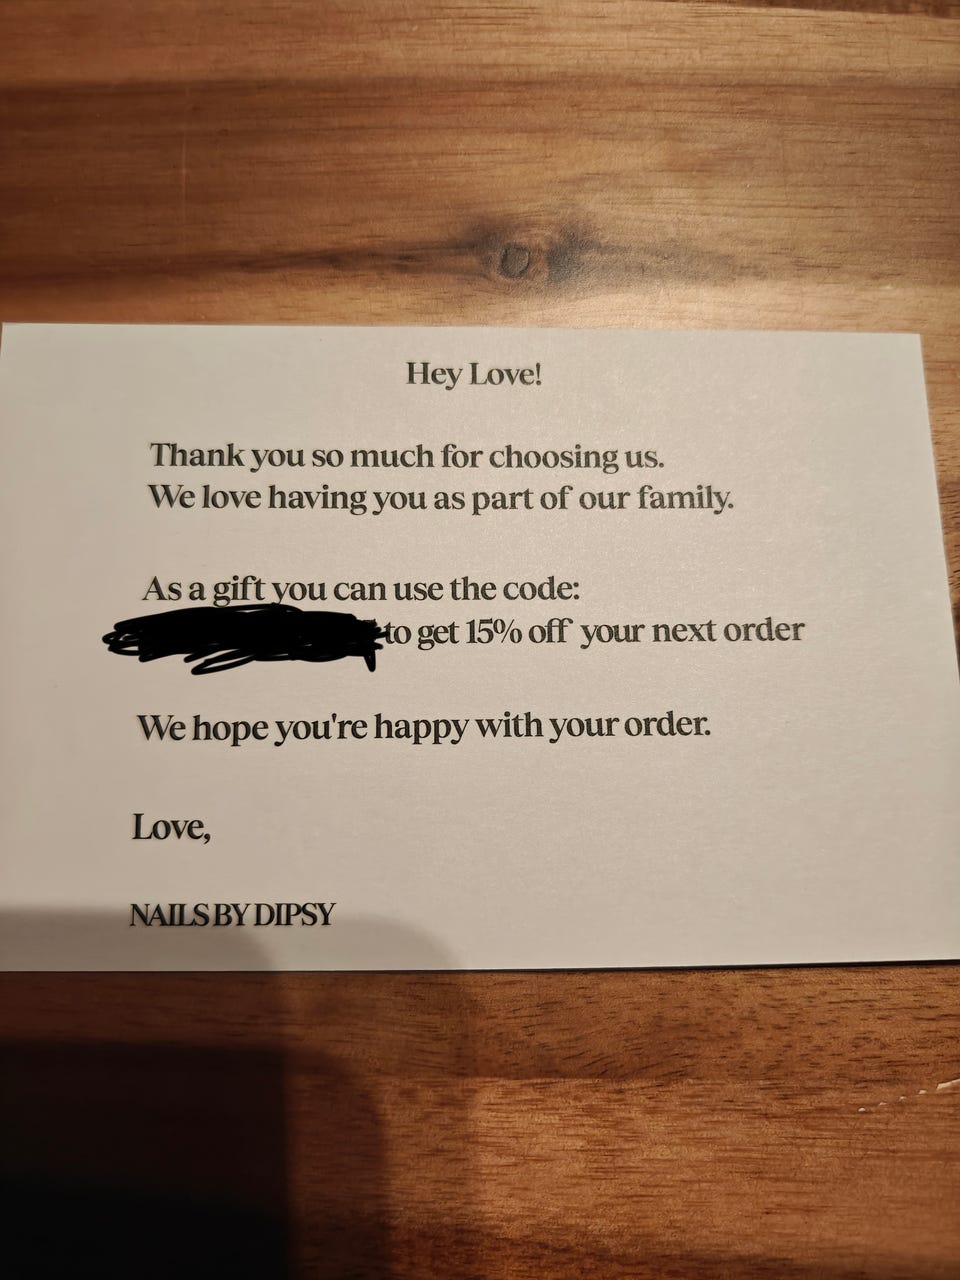 Hey Love!
Thank you so much for choosing us.
We love having you as part of our family.
As a gift you can use the code:
to get 15% off your next order
We hope you're happy with your order.
Love,
NAILS BY DIPSY